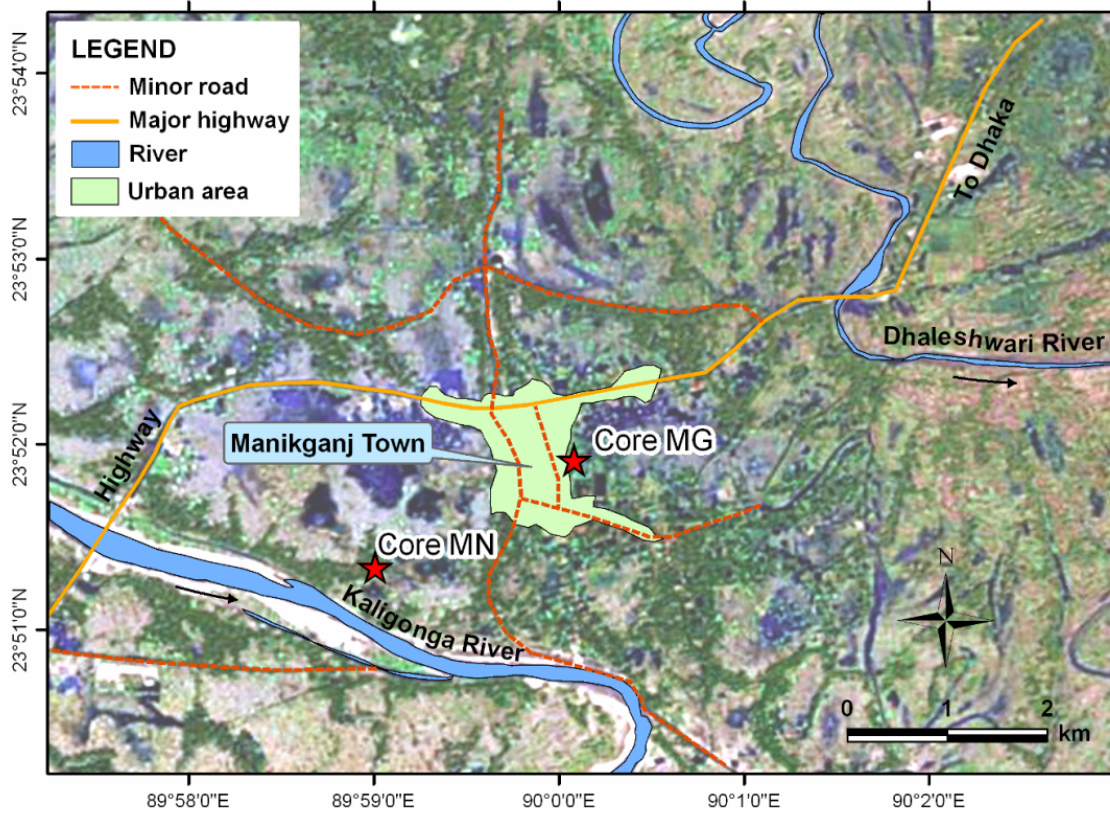 LEGEND
Minor road
Major highway
River
Urban area
To Dhaka
Dhaleshwari River
Highway
Manikganj Town
Core MG
Core MN
Kaligonga River
N
0 1 2
km
23°54'0"N
23°53'0"N
23°52'0"N
23°51'0"N
89°58'0"E 89°59'0"E 90°0'0"E 90°1'0"E 90°2'0"E